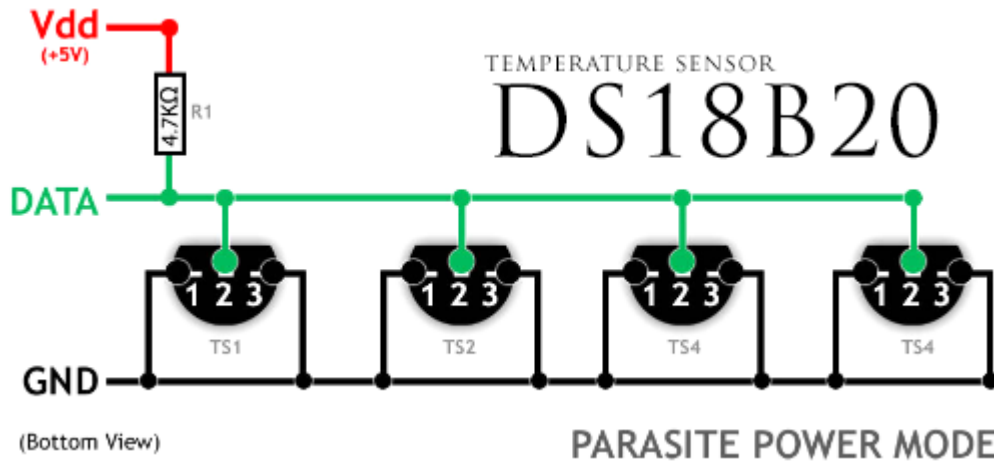 Vdd
(+5V)
4.7KΩ
R1
TEMPERATURE SENSOR
DS18B20
DATA
1 2 3
1 2 3
1 2 3
1 2 3
TS1
TS2
TS4
TS4
GND
(Bottom View)
PARASITE POWER MODE